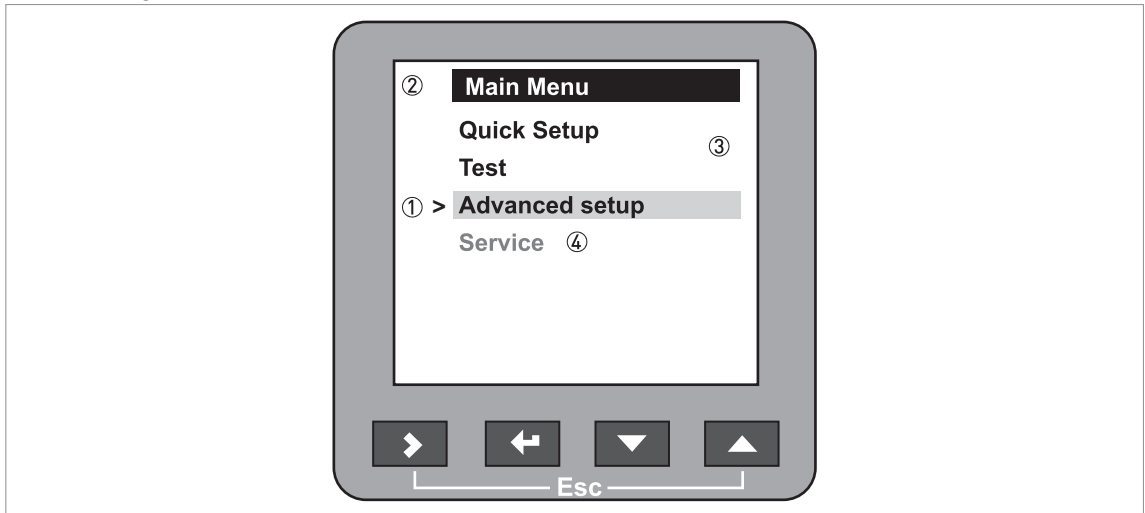 ② Main Menu
Quick Setup
③
Test
① > Advanced setup
Service ④
Esc